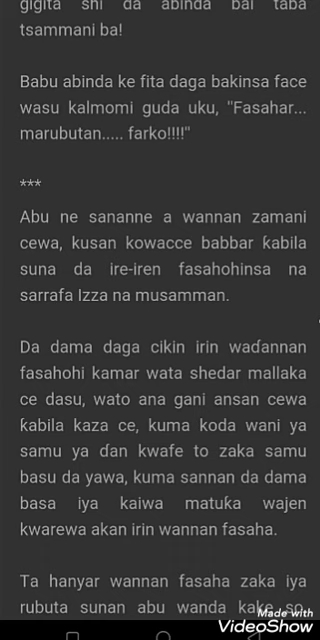 gigita shi da abinda bai taba
tsammani ba!
Babu abinda ke fita daga bakinsa face
wasu kalmomi guda uku, "Fasahar...
marubutan..... farko!!!!"
***
Abu ne sananne a wannan zamani
cewa, kusan kowacce babbar ƙabila
suna da ire-iren fasahohinsa na
sarrafa Izza na musamman.
Da dama daga cikin irin waɗannan
fasahohi kamar wata shedar mallaka
ce dasu, wato ana gani ansan cewa
ƙabila kaza ce, kuma koda wani ya
samu ya ɗan kwafe to zaka samu
basu da yawa, kuma sannan da dama
basa iya kaiwa matuƙa wajen
kwarewa akan irin wannan fasaha.
Ta hanyar wannan fasaha zaka iya
rubuta sunan abu wanda kake so,
Made with
VideoShow